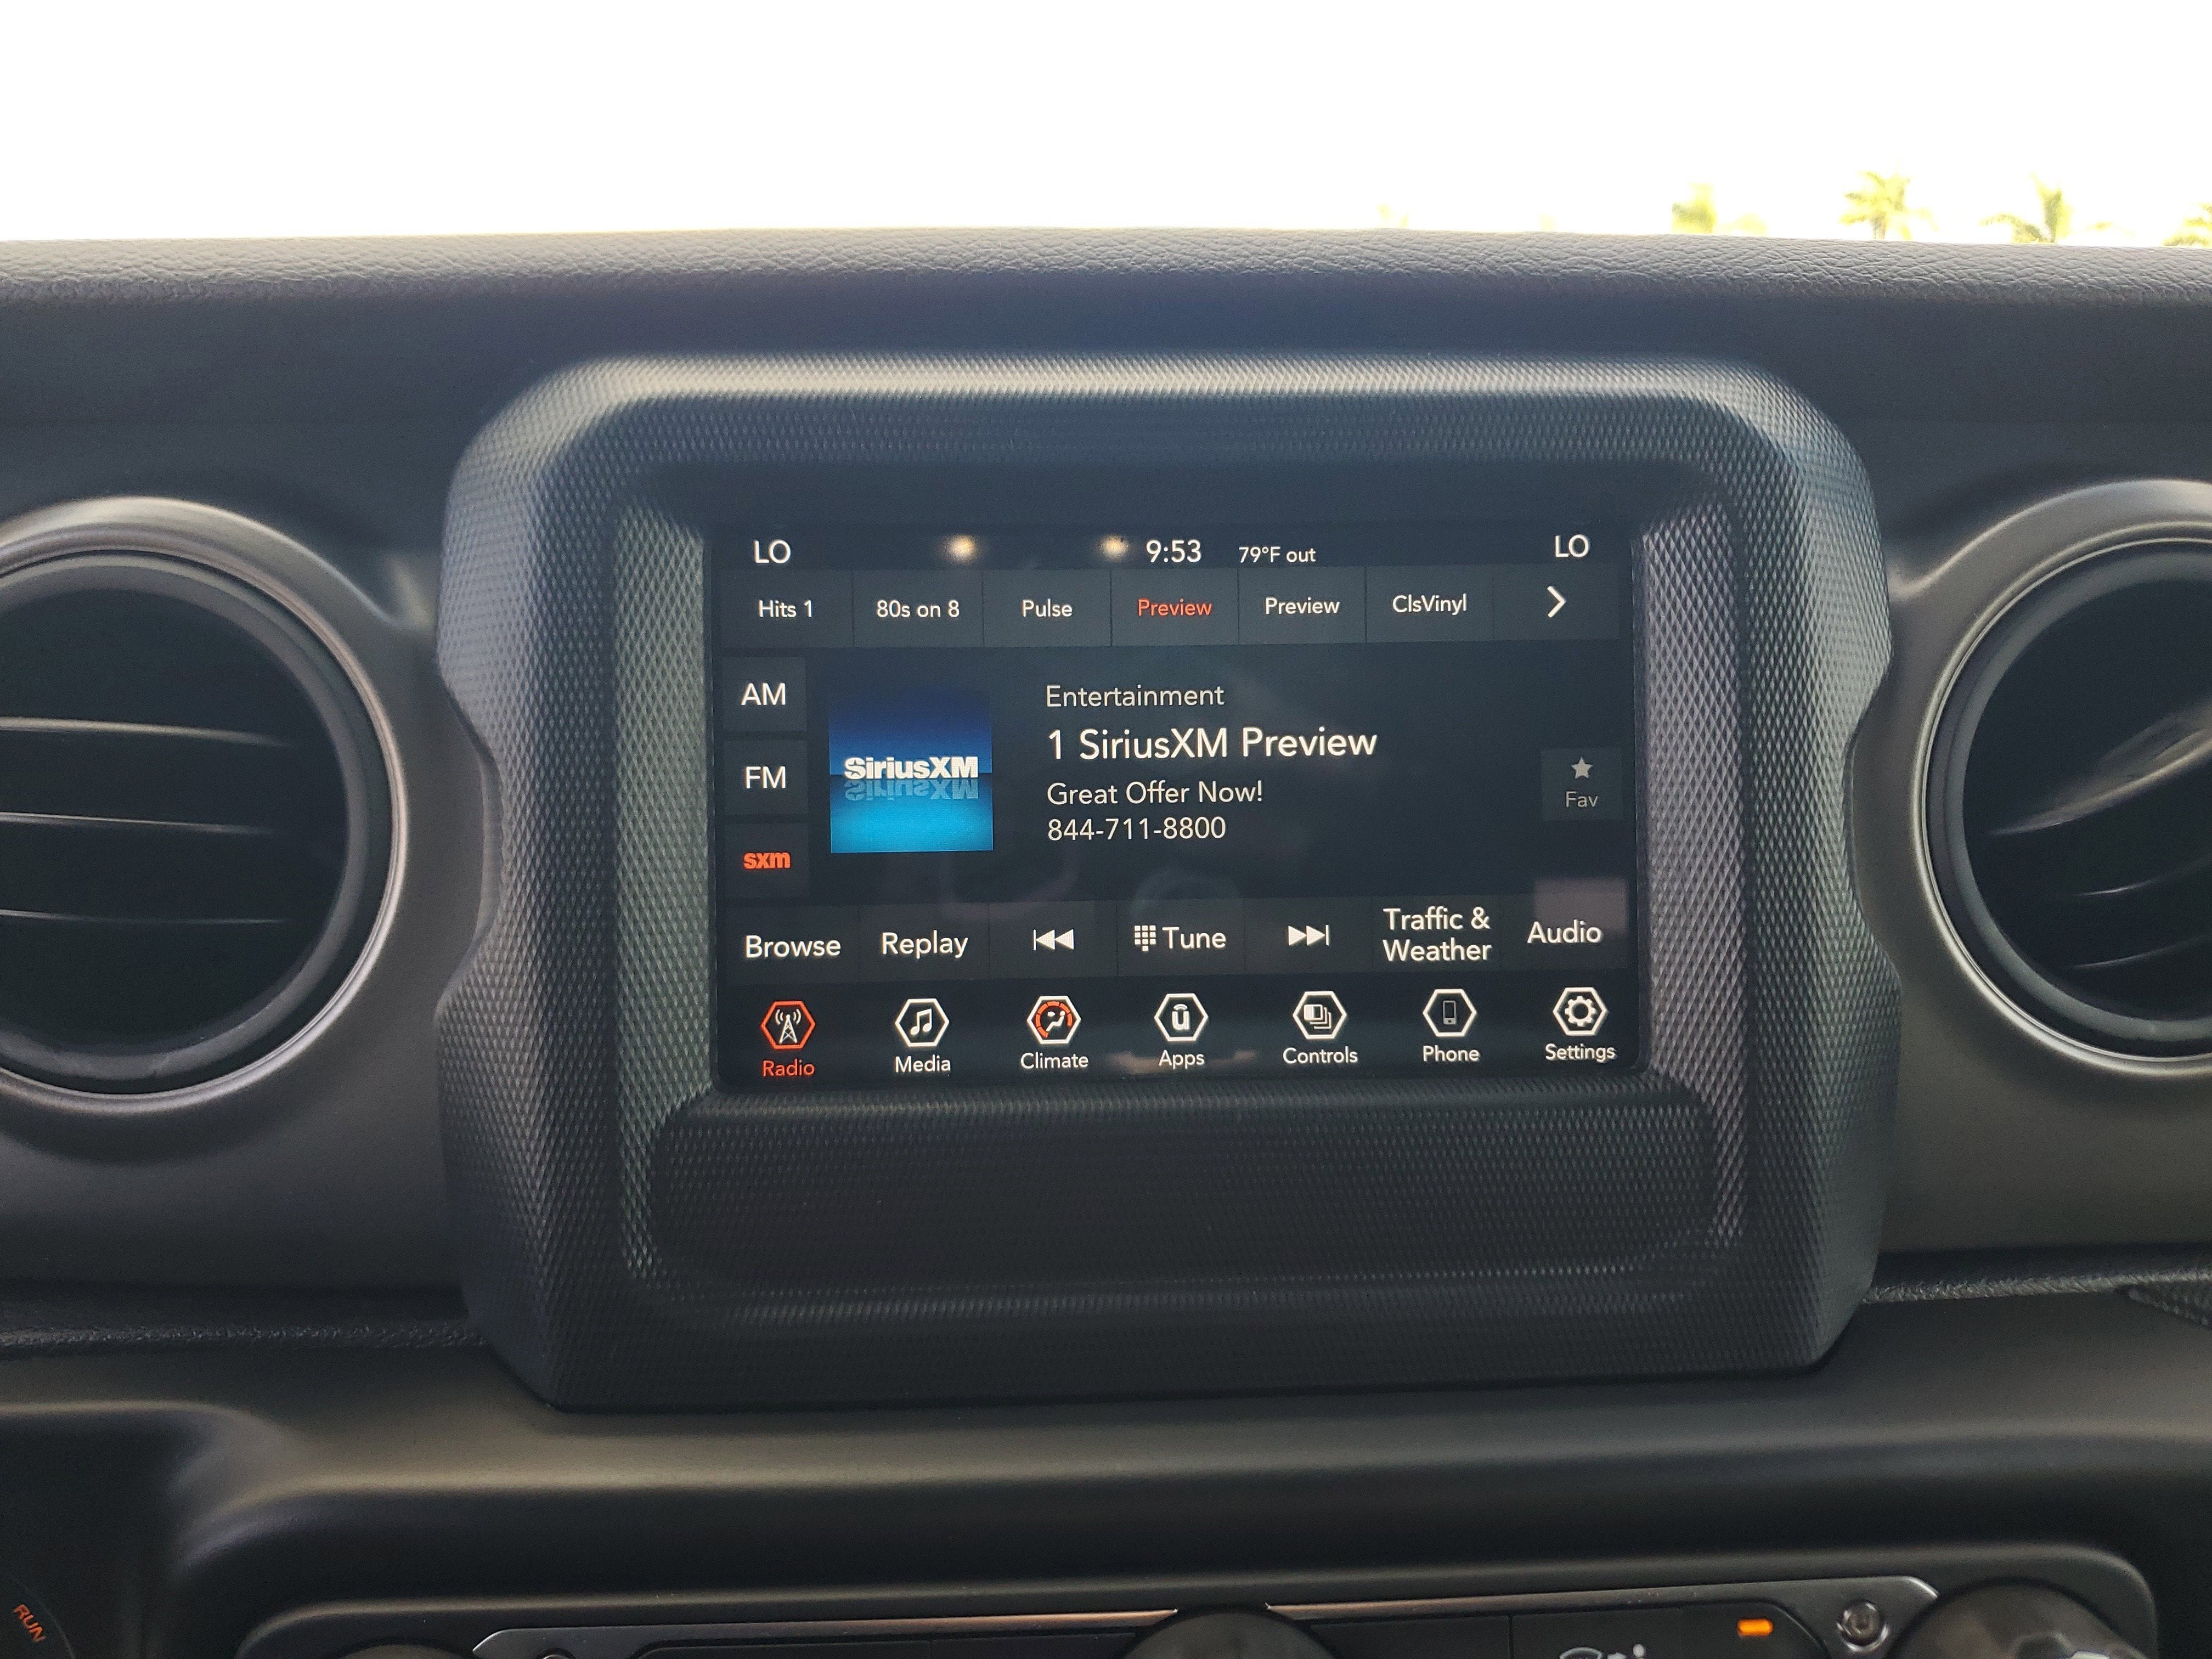 LO 9:53 79°F out LO
Hits 1 80s on 8 Pulse Preview Preview ClsVinyl
AM
FM
sxm
SiriusXM
Entertainment
1 SiriusXM Preview
Great Offer Now!
844-711-8800
Fav
Browse Replay Tune Traffic & Weather Audio
Radio Media Climate Apps Controls Phone Settings
RUN